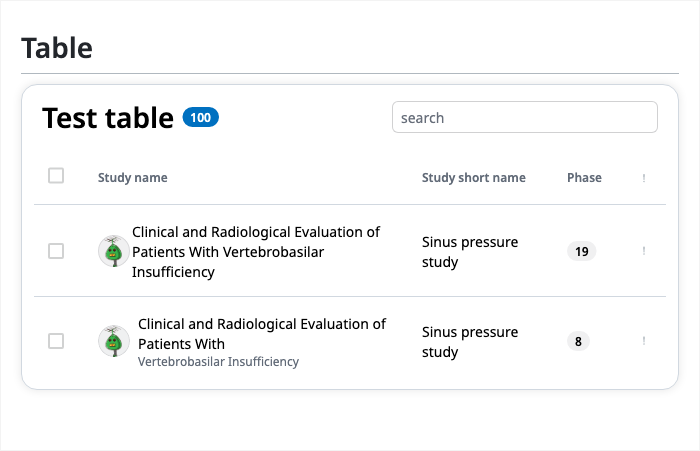 Table
Test table 100
search
Study name Study short name Phase
Clinical and Radiological Evaluation of
Patients With Vertebrobasilar
Insufficiency
Sinus pressure
study
19
Clinical and Radiological Evaluation of
Patients With
Vertebrobasilar Insufficiency
Sinus pressure
study
8